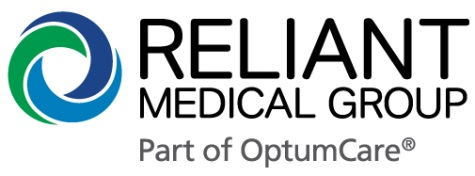 RELIANT
MEDICAL GROUP
Part of OptumCare®